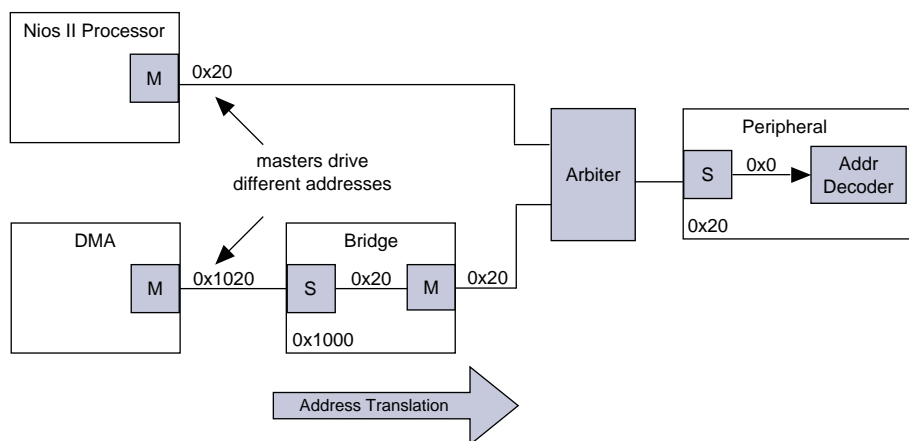 Nios II Processor
M
0x20
masters drive
different addresses
Arbiter
Peripheral
S
0x0
Addr
Decoder
0x20
DMA
M
0x1020
Bridge
S
0x20
M
0x20
0x1000
Address Translation